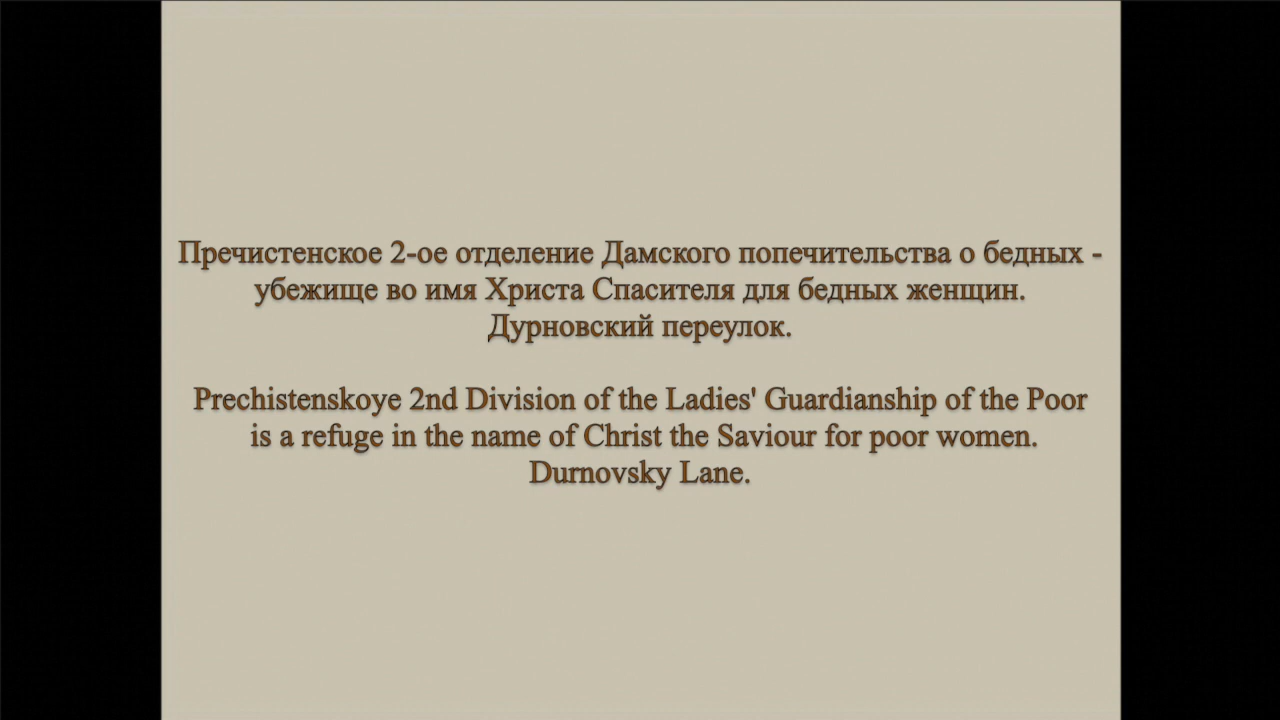 Пречистенское 2-ое отделение Дамского попечительства о бедных -
убежище во имя Христа Спасителя для бедных женщин.
Дурновский переулок.
Prechistenskoye 2nd Division of the Ladies' Guardianship of the Poor
is a refuge in the name of Christ the Saviour for poor women.
Durnovsky Lane.